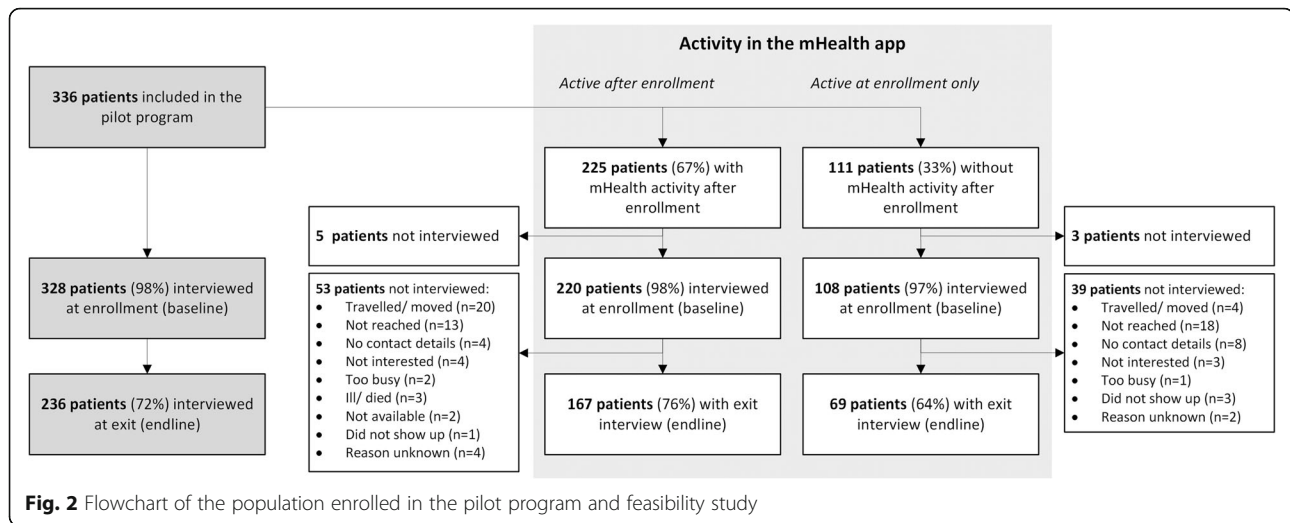 Activity in the mHealth app
Active after enrollment
Active at enrollment only
336 patients included in the
pilot program
225 patients (67%) with
mHealth activity after
enrollment
111 patients (33%) without
mHealth activity after
enrollment
5 patients not interviewed
3 patients not interviewed
328 patients (98%) interviewed
at enrollment (baseline)
53 patients not interviewed:
• Travelled/ moved (n=20)
• Not reached (n=13)
• No contact details (n=4)
• Not interested (n=4)
• Too busy (n=2)
• Ill/ died (n=3)
• Not available (n=2)
• Did not show up (n=1)
• Reason unknown (n=4)
220 patients (98%) interviewed
at enrollment (baseline)
108 patients (97%) interviewed
at enrollment (baseline)
39 patients not interviewed:
• Travelled/ moved (n=4)
• Not reached (n=18)
• No contact details (n=8)
• Not interested (n=3)
• Too busy (n=1)
• Did not show up (n=3)
• Reason unknown (n=2)
236 patients (72%) interviewed
at exit (endline)
167 patients (76%) with exit
interview (endline)
69 patients (64%) with exit
interview (endline)
Fig. 2 Flowchart of the population enrolled in the pilot program and feasibility study